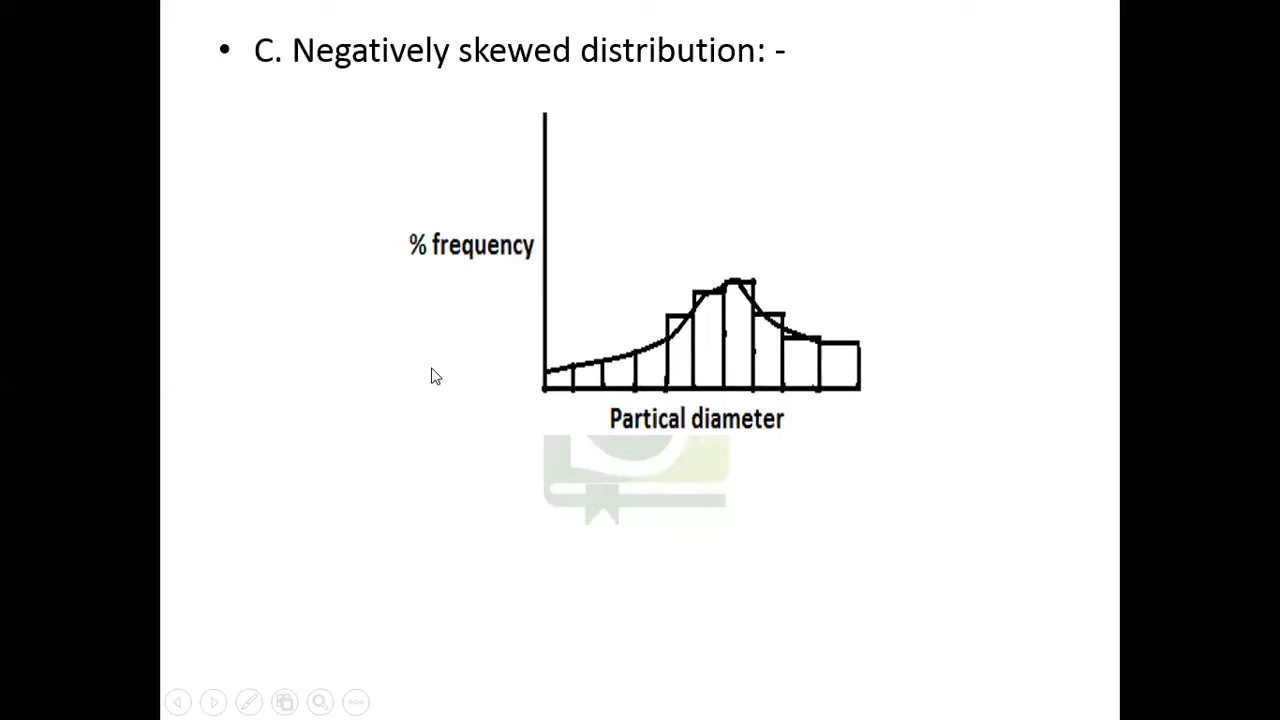 • C. Negatively skewed distribution: -
% frequency
Partical diameter